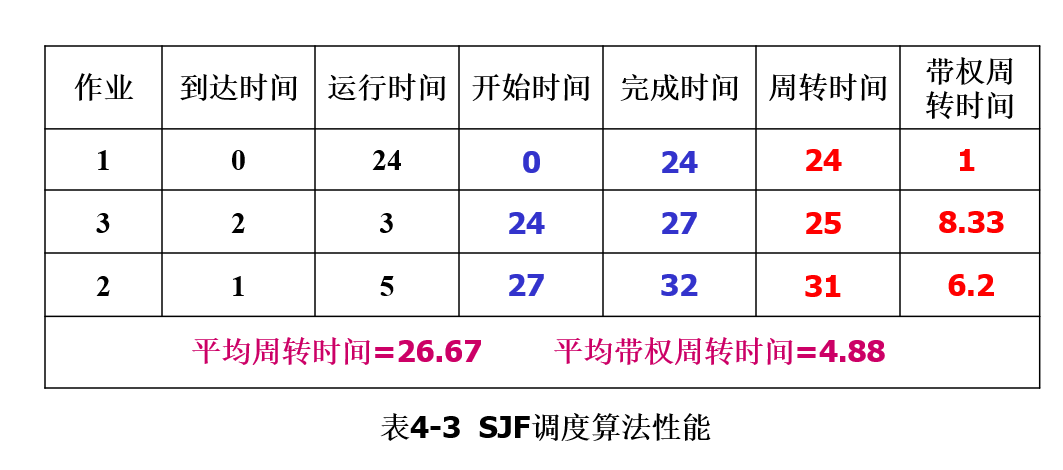 作业 到达时间 运行时间 开始时间 完成时间 周转时间 带权周
转时间
1 0 24 0 24 24 1
3 2 3 24 27 25 8.33
2 1 5 27 32 31 6.2
平均周转时间=26.67 平均带权周转时间=4.88
表4-3 SJF调度算法性能